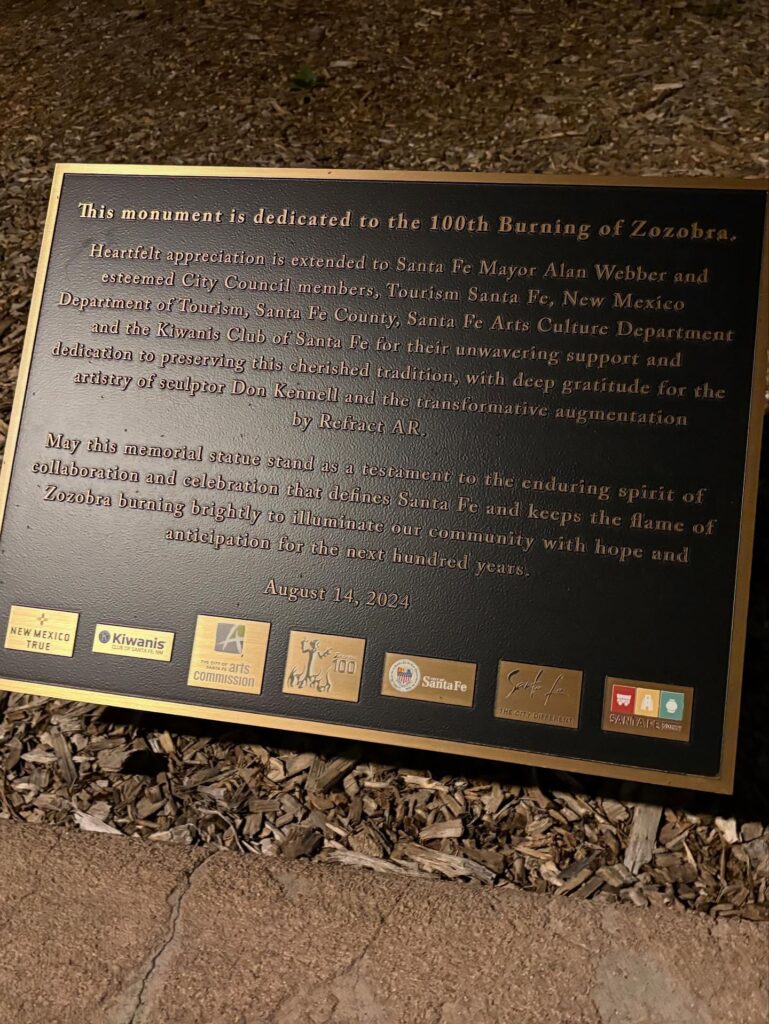 This monument is dedicated to the 100th Burning of Zozobra.
Heartfelt appreciation is extended to Santa Fe Mayor Alan Webber and
esteemed City Council members, Tourism Santa Fe, New Mexico
Department of Tourism, Santa Fe County, Santa Fe Arts Culture Department
and the Kiwanis Club of Santa Fe for their unwavering support and
dedication to preserving this cherished tradition, with deep gratitude for the
artistry of sculptor Don Kennell and the transformative augmentation
by Refract AR.
May this memorial statue stand as a testament to the enduring spirit of
collaboration and celebration that defines Santa Fe and keeps the flame of
Zozobra burning brightly to illuminate our community with hope and
anticipation for the next hundred years.
August 14, 2024
NEW MEXICO
TRUE
Kiwanis
CLUB OF SANTA FE, NM
THE CITY OF
SANTA FE arts
commission
100
Santa Fe
Santa Fe
THE CITY DIFFERENT
SANTA FE